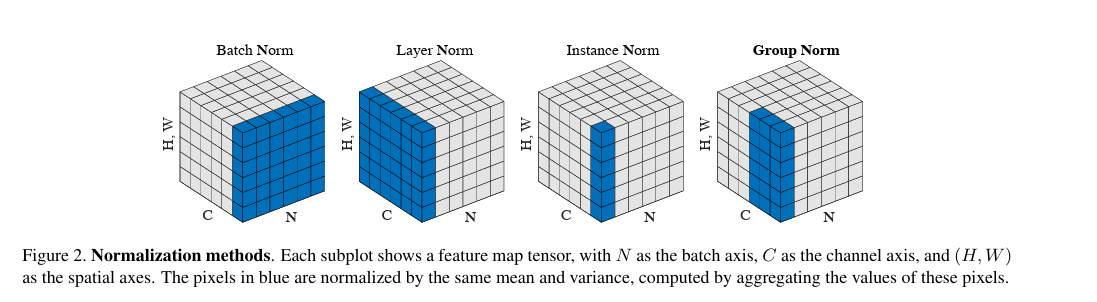 Batch Norm
Layer Norm
Instance Norm
Group Norm
H, W
C
N
H, W
C
N
H, W
C
N
H, W
C
N
Figure 2. Normalization methods. Each subplot shows a feature map tensor, with N as the batch axis, C as the channel axis, and (H, W)
as the spatial axes. The pixels in blue are normalized by the same mean and variance, computed by aggregating the values of these pixels.